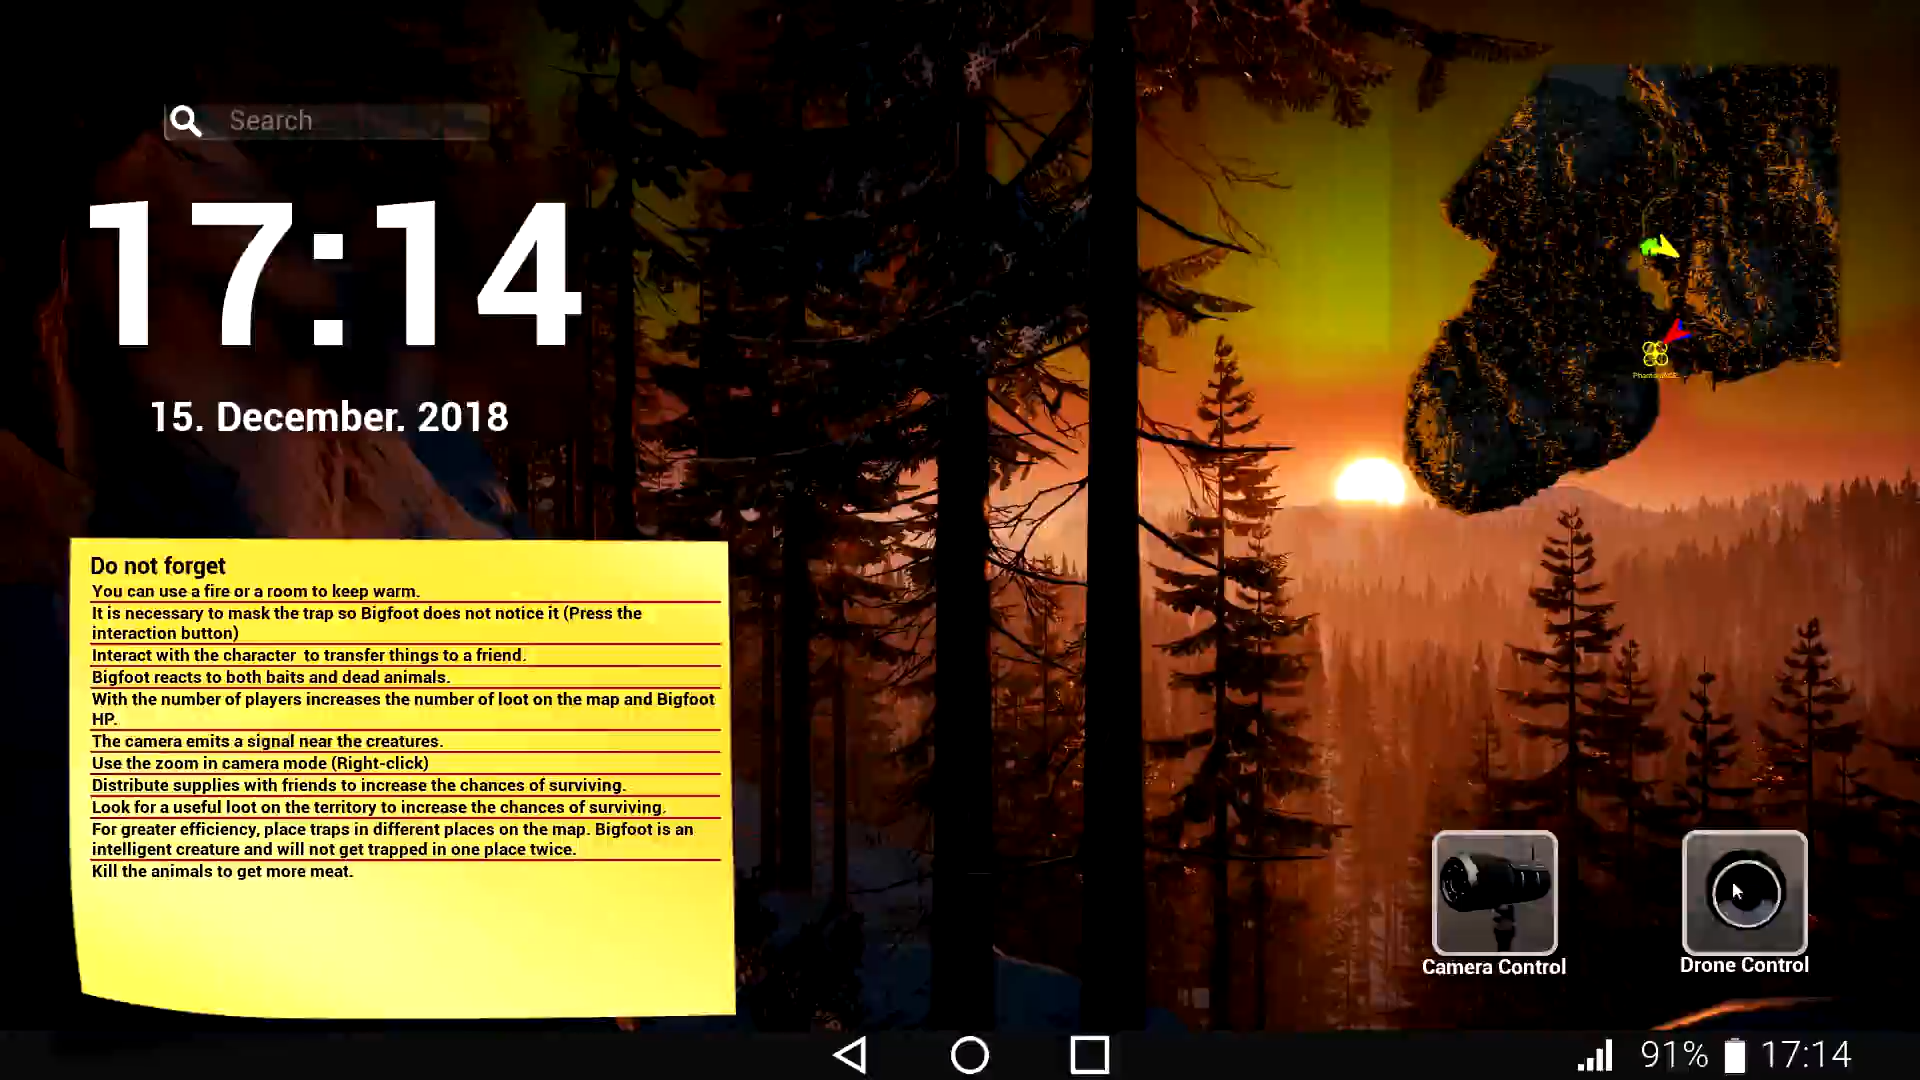 Search
17:14
15. December. 2018
Do not forget
You can use a fire or a room to keep warm.
It is necessary to mask the trap so Bigfoot does not notice it (Press the
interaction button)
Interact with the character  to transfer things to a friend.
Bigfoot reacts to both baits and dead animals.
With the number of players increases the number of loot on the map and Bigfoot
HP.
The camera emits a signal near the creatures.
Use the zoom in camera mode (Right-click)
Distribute supplies with friends to increase the chances of surviving.
Look for a useful loot on the territory to increase the chances of surviving.
For greater efficiency, place traps in different places on the map. Bigfoot is an
intelligent creature and will not get trapped in one place twice.
Kill the animals to get more meat.
Camera Control
Drone Control
91%
17:14